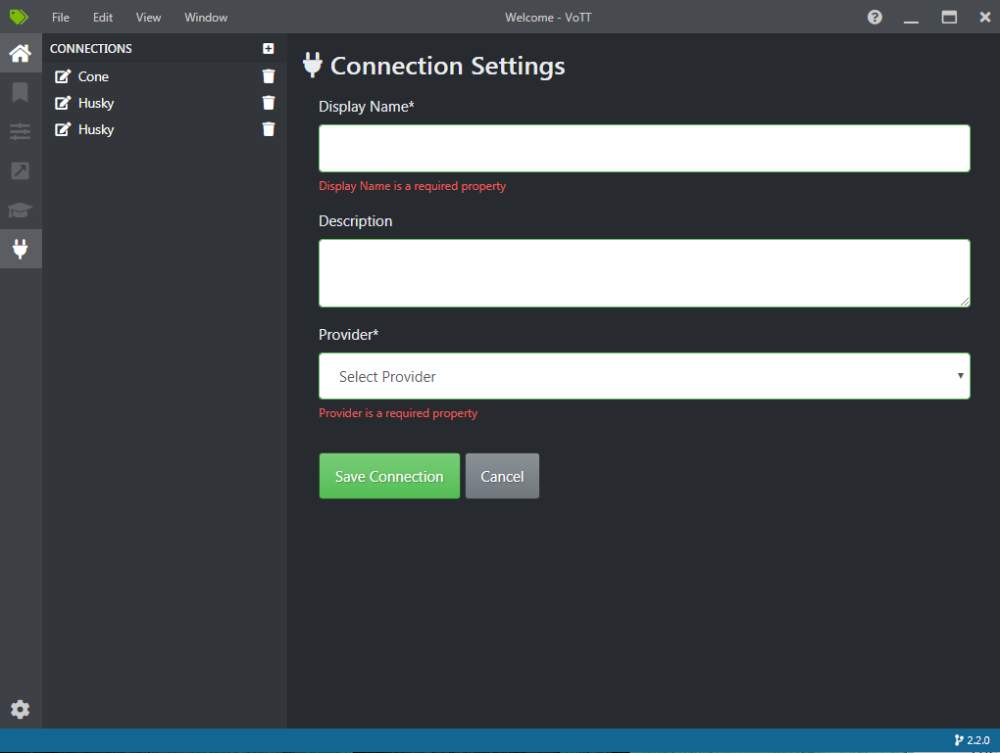 File Edit View Window Welcome - VoTT
CONNECTIONS
Cone
Husky
Husky
Connection Settings
Display Name*
Display Name is a required property
Description
Provider*
Select Provider
Provider is a required property
Save Connection Cancel
2.2.0